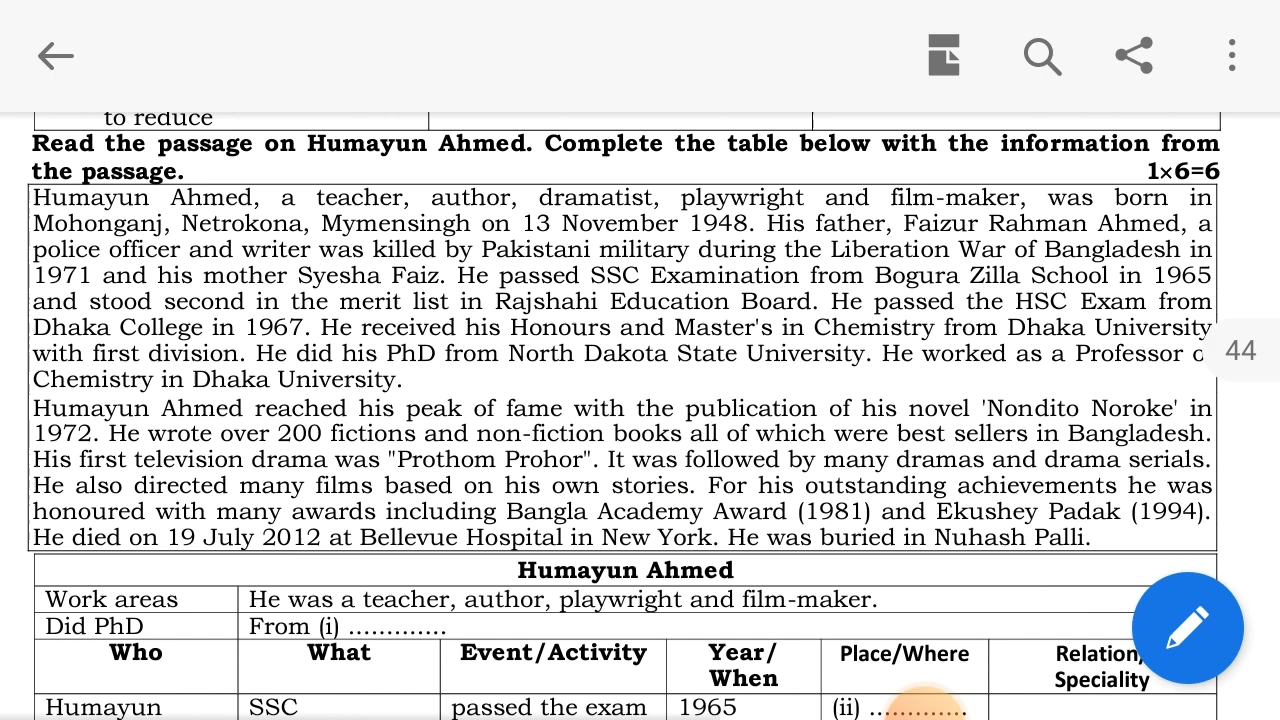 to reduce
Read the passage on Humayun Ahmed. Complete the table below with the information from
the passage. 1×6=6
Humayun Ahmed, a teacher, author, dramatist, playwright and film-maker, was born in
Mohonganj, Netrokona, Mymensingh on 13 November 1948. His father, Faizur Rahman Ahmed, a
police officer and writer was killed by Pakistani military during the Liberation War of Bangladesh in
1971 and his mother Syesha Faiz. He passed SSC Examination from Bogura Zilla School in 1965
and stood second in the merit list in Rajshahi Education Board. He passed the HSC Exam from
Dhaka College in 1967. He received his Honours and Master's in Chemistry from Dhaka University
with first division. He did his PhD from North Dakota State University. He worked as a Professor
44
Chemistry in Dhaka University.
Humayun Ahmed reached his peak of fame with the publication of his novel 'Nondito Noroke' in
1972. He wrote over 200 fictions and non-fiction books all of which were best sellers in Bangladesh.
His first television drama was "Prothom Prohor". It was followed by many dramas and drama serials.
He also directed many films based on his own stories. For his outstanding achievements he was
honoured with many awards including Bangla Academy Award (1981) and Ekushey Padak (1994).
He died on 19 July 2012 at Bellevue Hospital in New York. He was buried in Nuhash Palli.
Humayun Ahmed
Work areas He was a teacher, author, playwright and film-maker.
Did PhD From (i) .............
Who What Event/Activity Year/ Place/Where Relation/
When Speciality
Humayun SSC passed the exam 1965 (ii) .............